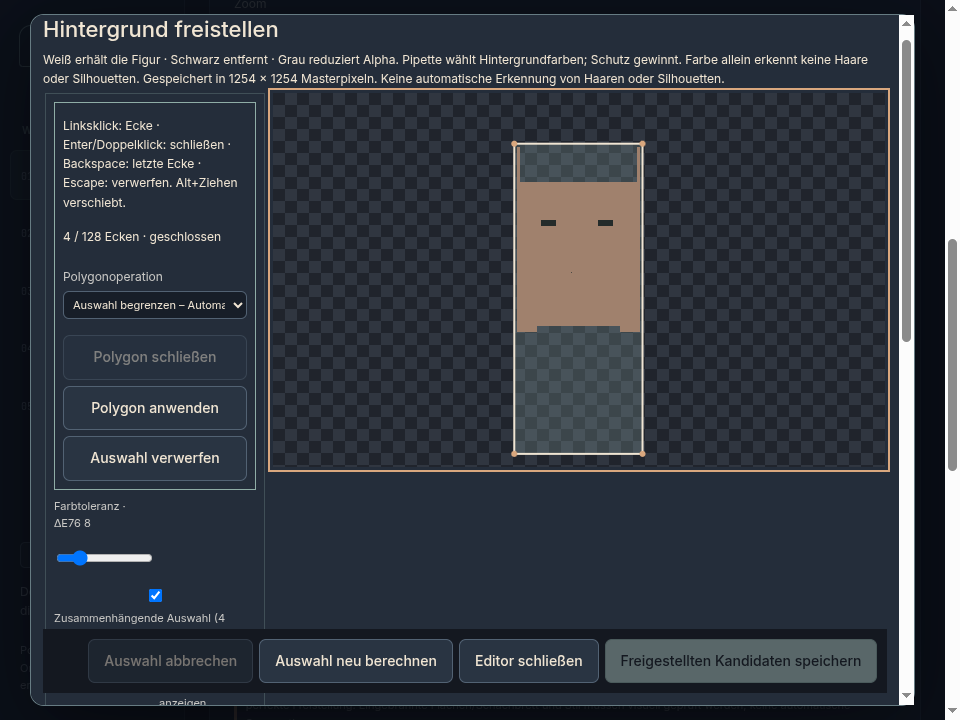 Zoom
Hintergrund freistellen
Weiß erhält die Figur · Schwarz entfernt · Grau reduziert Alpha. Pipette wählt Hintergrundfarben; Schutz gewinnt. Farbe allein erkennt keine Haare
oder Silhouetten. Gespeichert in 1254 × 1254 Masterpixeln. Keine automatische Erkennung von Haaren oder Silhouetten.
Linksklick: Ecke ·
Enter/Doppelklick: schließen ·
Backspace: letzte Ecke ·
Escape: verwerfen. Alt+Ziehen
verschiebt.
4 / 128 Ecken · geschlossen
Polygonoperation
Auswahl begrenzen – Automa
Polygon schließen
Polygon anwenden
Auswahl verwerfen
Farbtoleranz ·
ΔE76 8
Zusammenhängende Auswahl (4
Auswahl abbrechen
Auswahl neu berechnen
Editor schließen
Freigestellten Kandidaten speichern
anzeigen